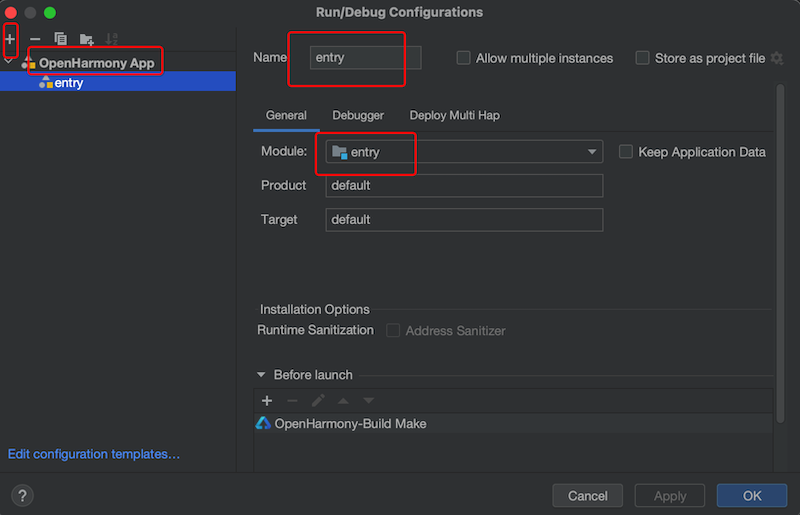 Run/Debug Configurations
OpenHarmony App
entry
Edit configuration templates...
Name entry Allow multiple instances Store as project file
General Debugger Deploy Multi Hap
Module: entry Keep Application Data
Product default
Target default
Installation Options
Runtime Sanitization Address Sanitizer
Before launch
OpenHarmony-Build Make
? Cancel Apply OK